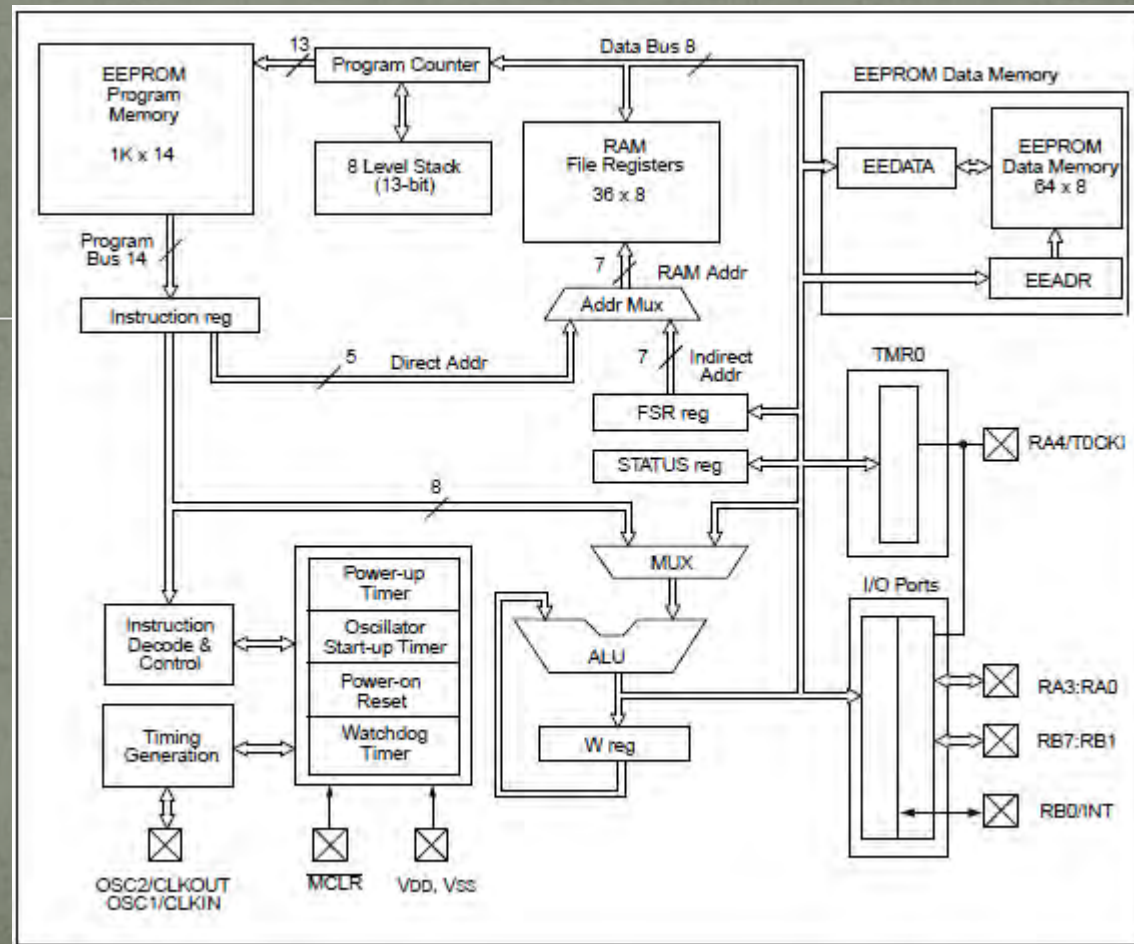 EEPROM
Program
Memory
1K x 14
13
Program Counter
8 Level Stack
(13-bit)
Data Bus 8
RAM
File Registers
36 x 8
EEPROM Data Memory
EEDATA
EEPROM
Data Memory
64 x 8
EEADR
Program
Bus 14
Instruction reg
7
RAM Addr
Addr Mux
5
Direct Addr
7
Indirect
Addr
FSR reg
STATUS reg
TMR0
RA4/T0CKI
8
MUX
ALU
W reg
Power-up
Timer
Oscillator
Start-up Timer
Power-on
Reset
Watchdog
Timer
Instruction
Decode &
Control
Timing
Generation
I/O Ports
RA3:RA0
RB7:RB1
RB0/INT
OSC2/CLKOUT
OSC1/CLKIN
MCLR
VDD, VSS